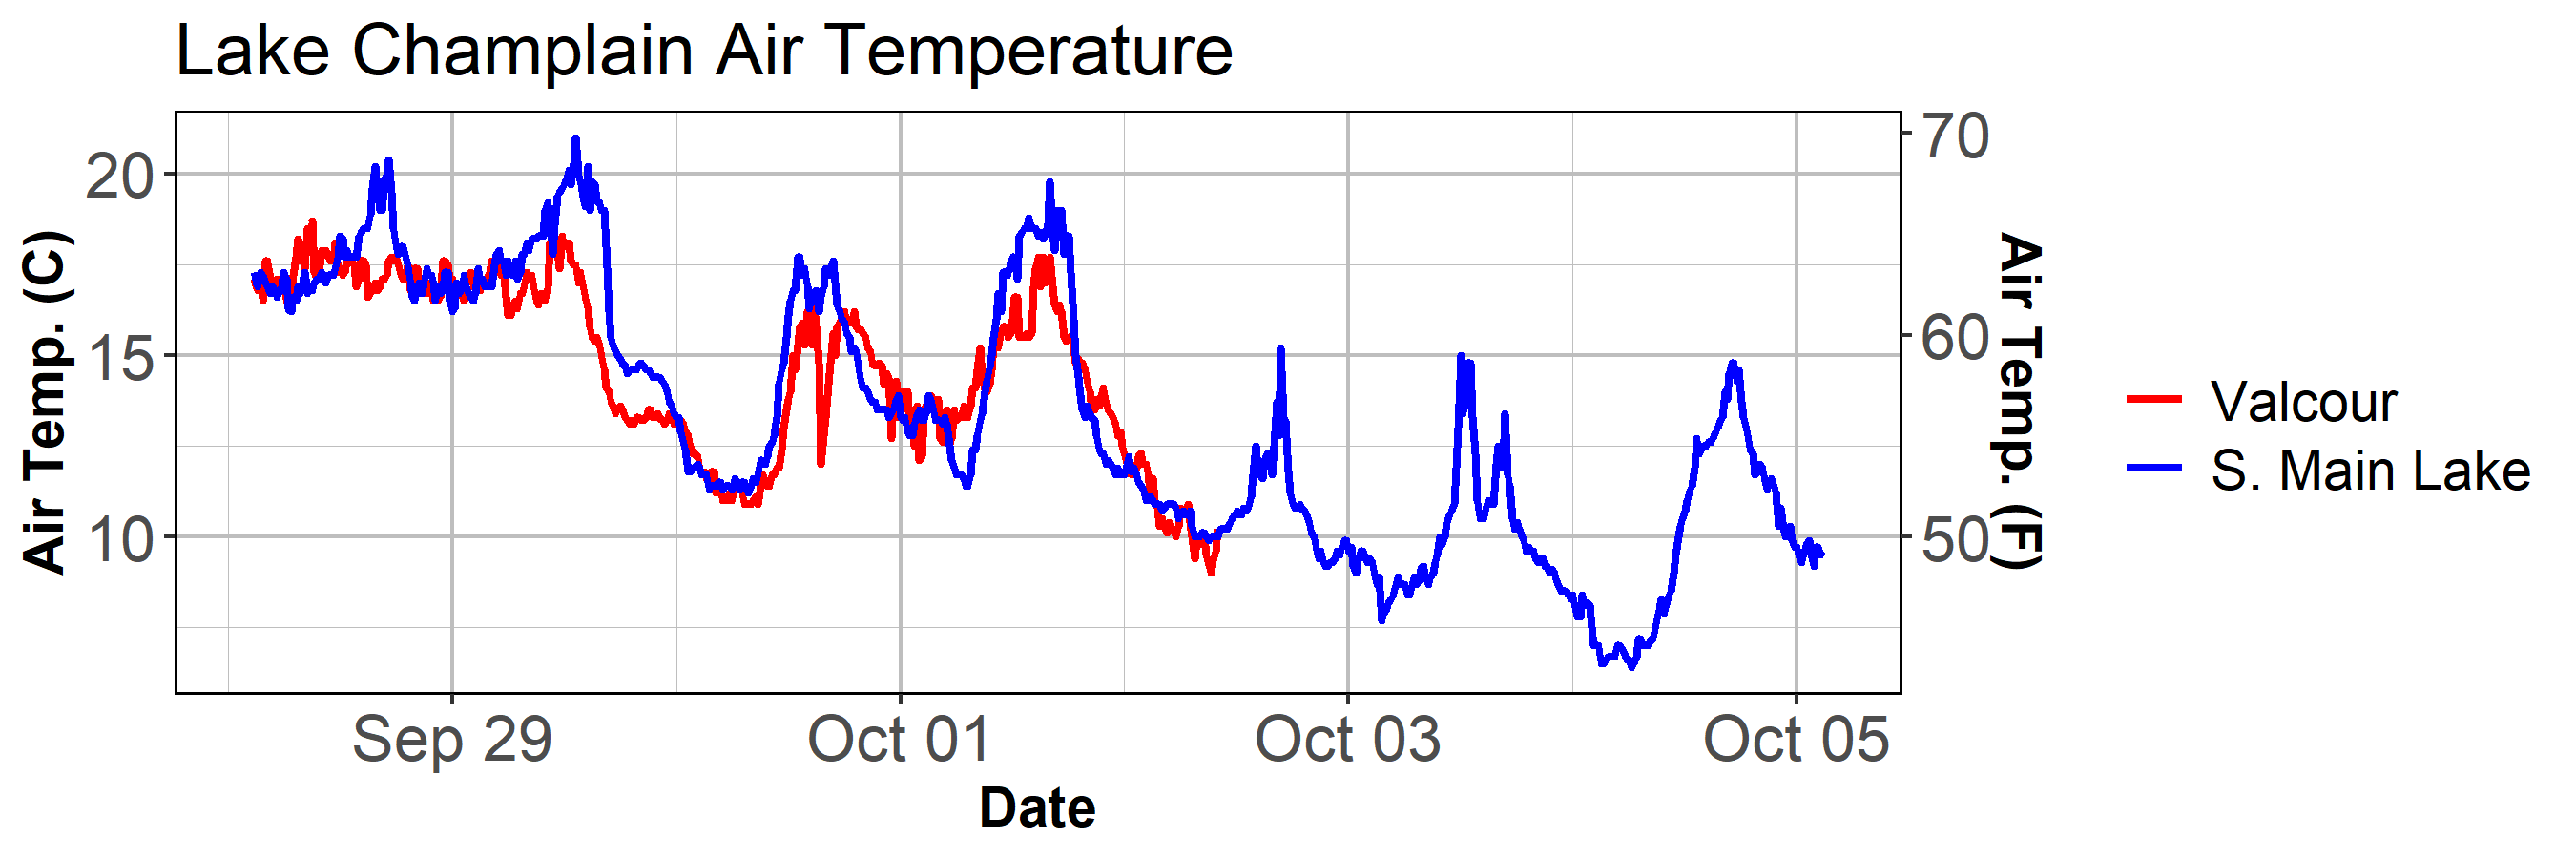 Lake Champlain Air Temperature
Air Temp. (C)
20
15
10
70
60
50
Air Temp. (F)
Sep 29
Oct 01
Oct 03
Oct 05
Date
Valcour
S. Main Lake